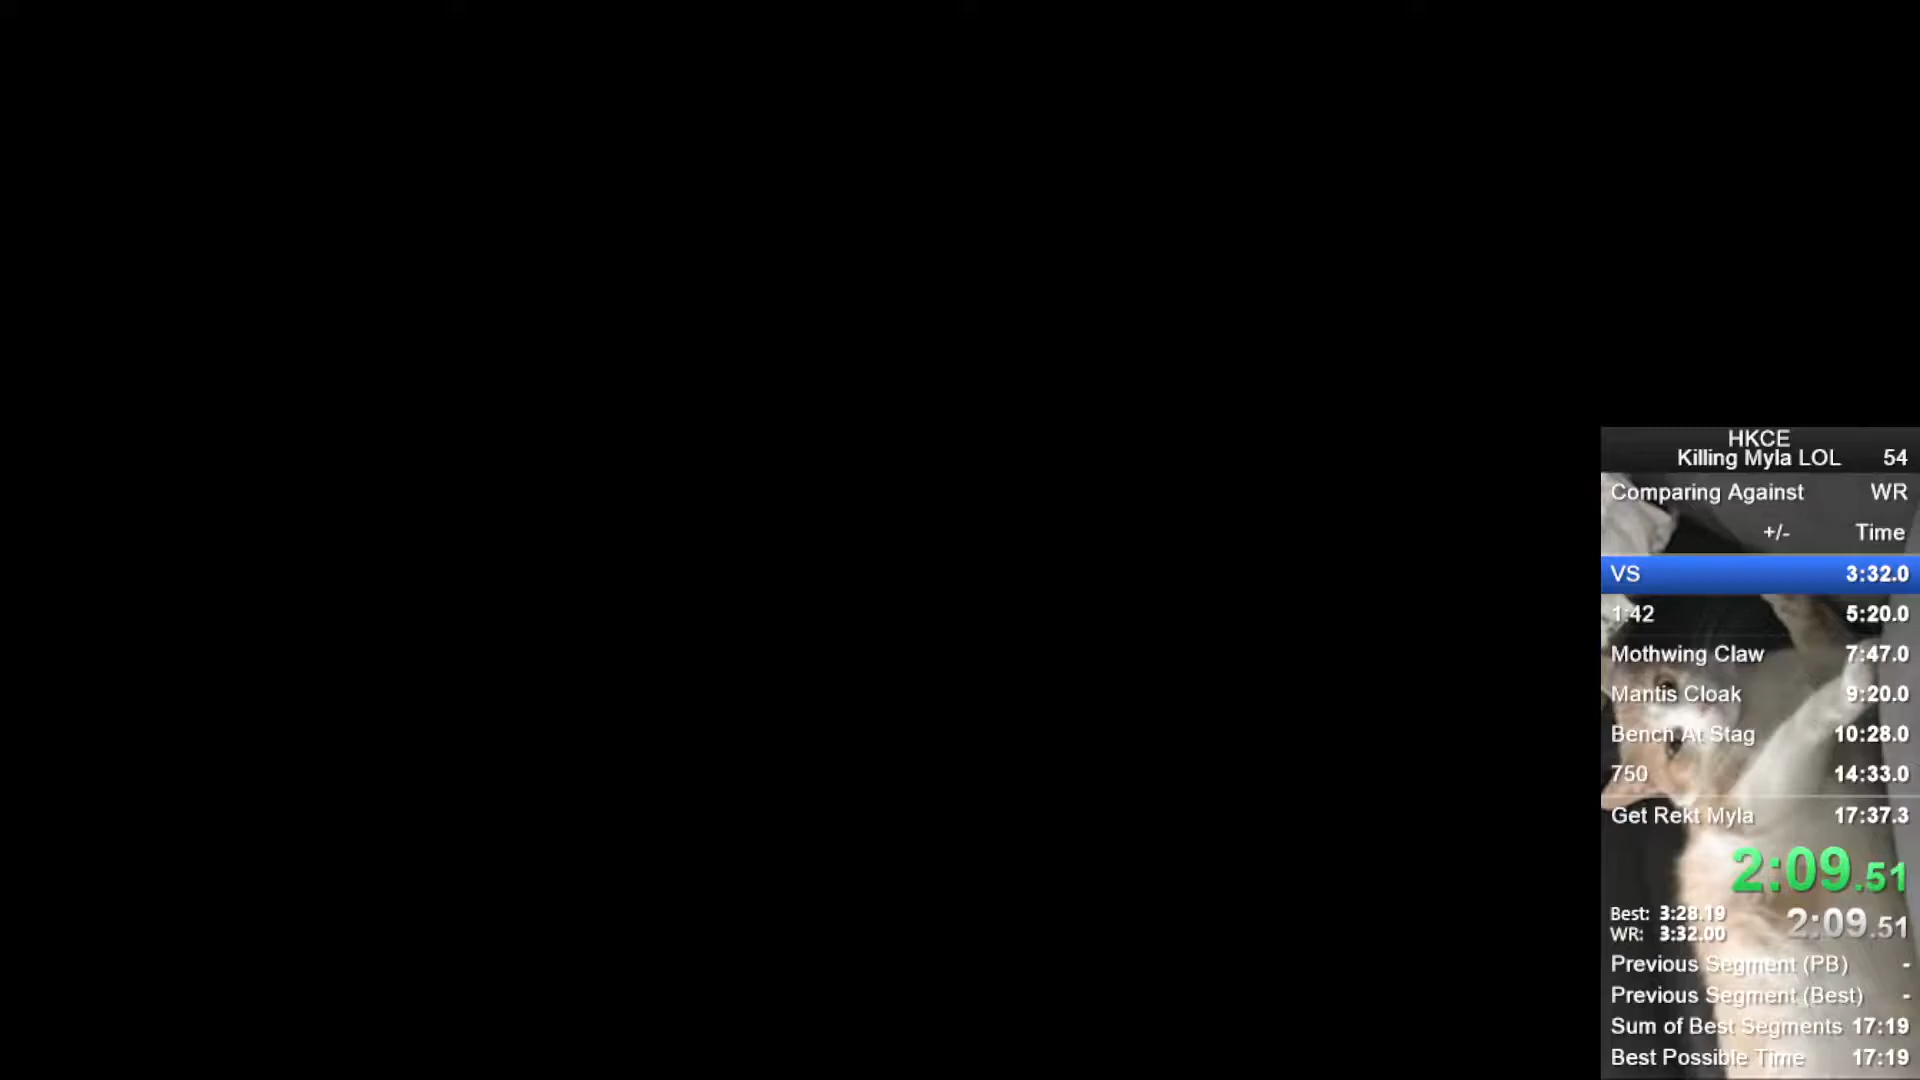 HKCE
Killing Myla LOL 54
Comparing Against WR
+/- Time
VS 3:32.0
1:42 5:20.0
Mothwing Claw 7:47.0
Mantis Cloak 9:20.0
Bench At Stag 10:28.0
750 14:33.0
Get Rekt Myla 17:37.3
2:09.51
Best: 3:28.19 2:09.51
WR: 3:32.00
Previous Segment (PB) -
Previous Segment (Best) -
Sum of Best Segments 17:19
Best Possible Time 17:19